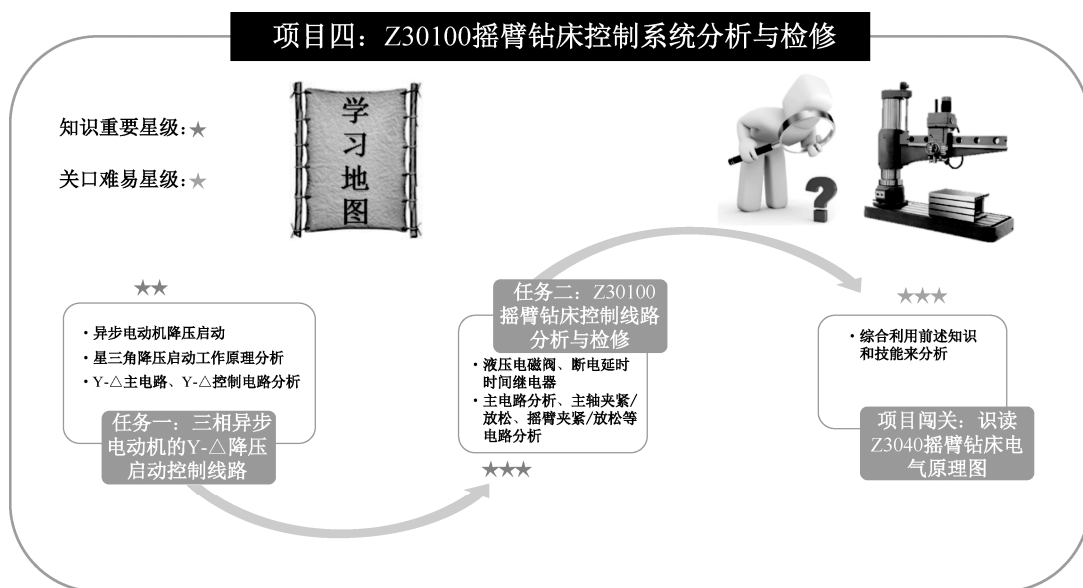 项目四：Z30100摇臂钻床控制系统分析与检修
知识重要星级：★
关口难易星级：★
学
习
地
图
?
★★
·异步电动机降压启动
·星三角降压启动工作原理分析
·Y-△主电路、Y-△控制电路分析
任务一：三相异步
电动机的Y-△降压
启动控制线路
任务二：Z30100
摇臂钻床控制线路
分析与检修
·液压电磁阀、断电延时
时间继电器
·主电路分析、主轴夹紧/
放松、摇臂夹紧/放松等
电路分析
★★★
★★★
·综合利用前述知识
和技能来分析
项目闯关：识读
Z3040摇臂钻床电
气原理图